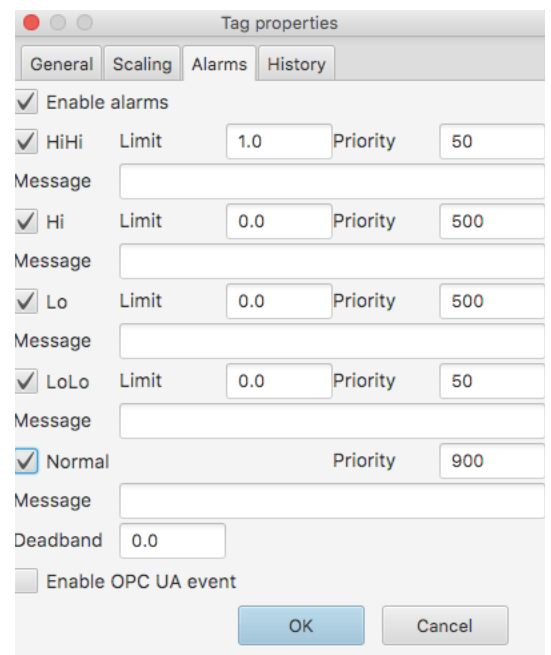 Tag properties
General Scaling Alarms History
Enable alarms
HiHi Limit 1.0 Priority 50
Message
Hi Limit 0.0 Priority 500
Message
Lo Limit 0.0 Priority 500
Message
LoLo Limit 0.0 Priority 50
Message
Normal Priority 900
Message
Deadband 0.0
Enable OPC UA event
OK Cancel